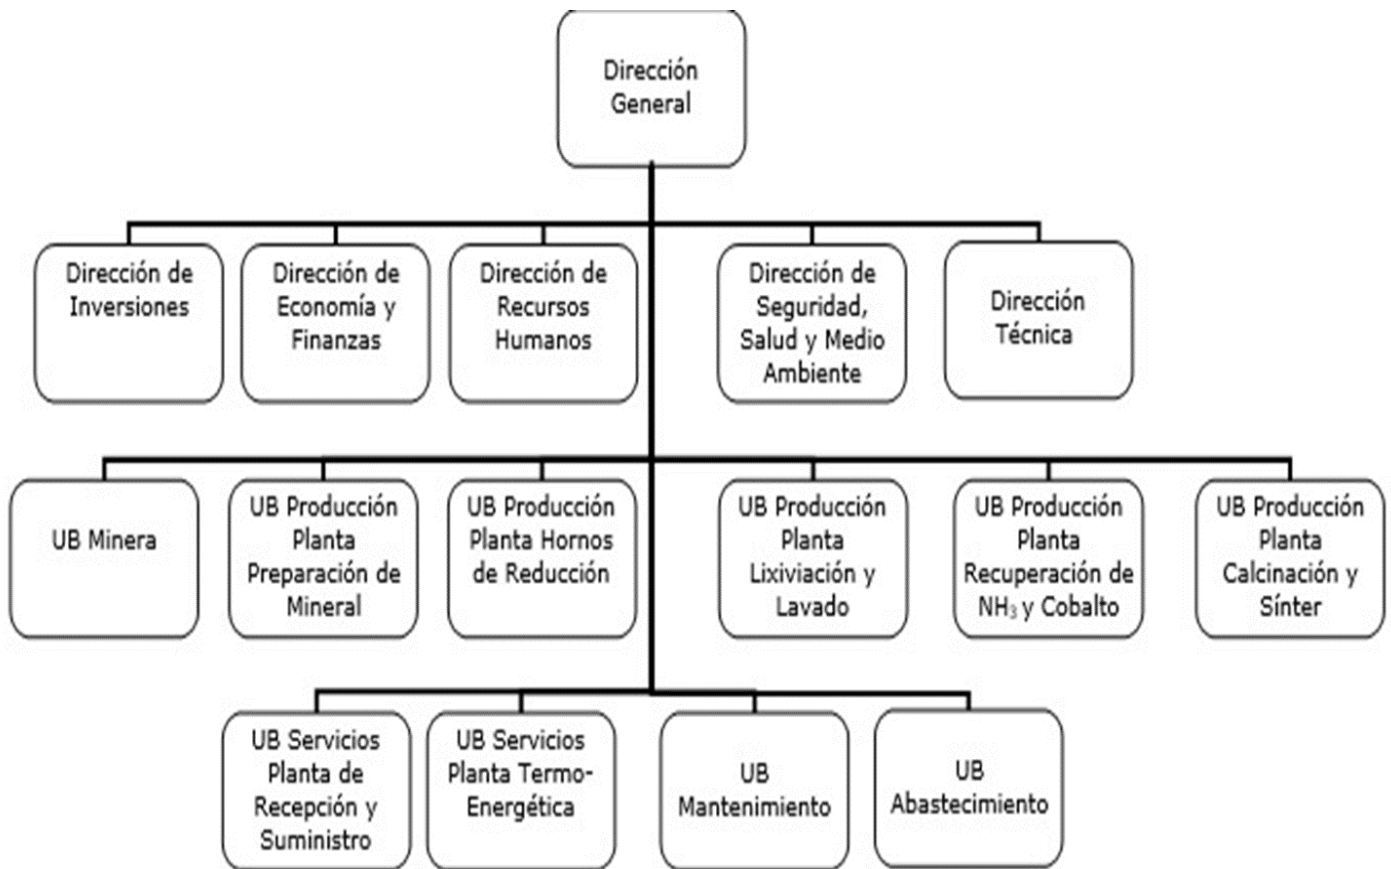 Dirección
General
Dirección de
Inversiones
Dirección de
Economía y
Finanzas
Dirección de
Recursos
Humanos
Dirección de
Seguridad,
Salud y Medio
Ambiente
Dirección
Técnica
UB Minera
UB Producción
Planta
Preparación de
Mineral
UB Producción
Planta Hornos
de Reducción
UB Producción
Planta
Lixiviación y
Lavado
UB Producción
Planta
Recuperación de
NH₃ y Cobalto
UB Producción
Planta
Calcinación y
Sínter
UB Servicios
Planta de
Recepción y
Suministro
UB Servicios
Planta Termo-
Energética
UB
Mantenimiento
UB
Abastecimiento